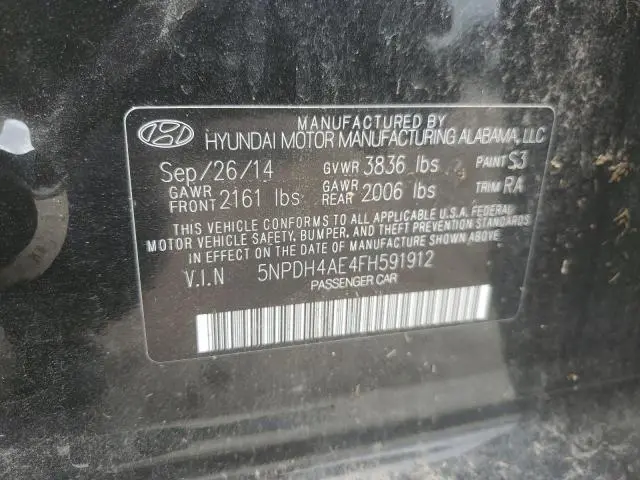 MANUFACTURED BY
HYUNDAI MOTOR MANUFACTURING ALABAMA, LLC
Sep/26/14 GVWR 3836 lbs PAINT S3
GAWR FRONT 2161 lbs GAWR REAR 2006 lbs TRIM RA
THIS VEHICLE CONFORMS TO ALL APPLICABLE U.S.A. FEDERAL
MOTOR VEHICLE SAFETY, BUMPER, AND THEFT PREVENTION STANDARDS
IN EFFECT ON THE DATE OF MANUFACTURE SHOWN ABOVE.
V.I.N 5NPDH4AE4FH591912
PASSENGER CAR